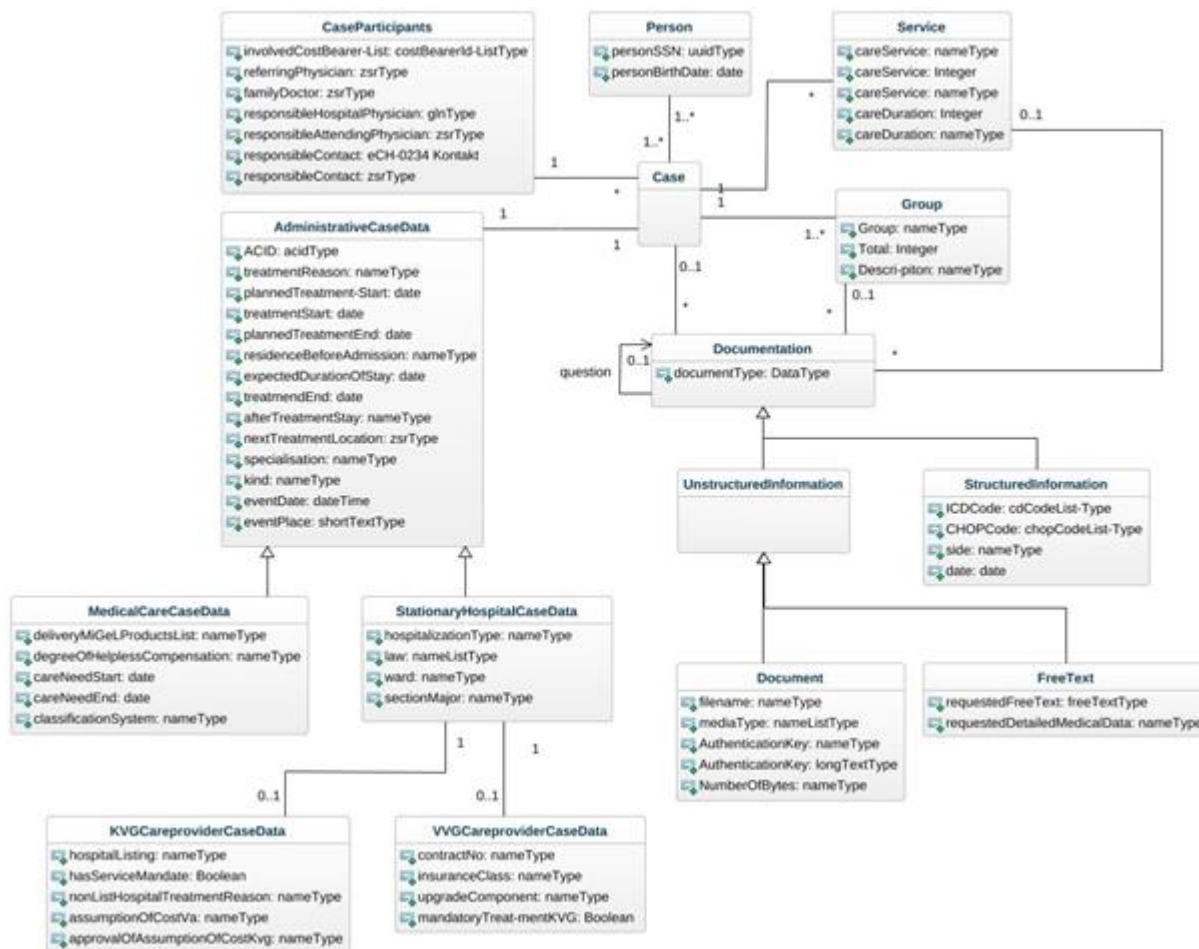 CaseParticipants
involvedCostBearer-List: costBearerId-ListType
referringPhysician: zsrType
familyDoctor: zsrType
responsibleHospitalPhysician: glnType
responsibleAttendingPhysician: zsrType
responsibleContact: eCH-0234 Kontakt
responsibleContact: zsrType
Person
personSSN: uuidType
personBirthDate: date
Service
careService: nameType
careService: Integer
careService: nameType
careDuration: Integer
careDuration: nameType
1..*
1..*
*
0..1
1
*
Case
1
1
Group
Group: nameType
Total: Integer
Descri-piton: nameType
1..*
1
1
0..1
*
0..1
*
AdministrativeCaseData
ACID: acidType
treatmentReason: nameType
plannedTreatment-Start: date
treatmentStart: date
plannedTreatmentEnd: date
residenceBeforeAdmission: nameType
expectedDurationOfStay: date
treatmendEnd: date
afterTreatmentStay: nameType
nextTreatmentLocation: zsrType
specialisation: nameType
kind: nameType
eventDate: dateTime
eventPlace: shortTextType
Documentation
documentType: DataType
question
0..1
*
UnstructuredInformation
StructuredInformation
ICDCode: cdCodeList-Type
CHOPCode: chopCodeList-Type
side: nameType
date: date
MedicalCareCaseData
deliveryMiGeLProductsList: nameType
degreeOfHelplessCompensation: nameType
careNeedStart: date
careNeedEnd: date
classificationSystem: nameType
StationaryHospitalCaseData
hospitalizationType: nameType
law: nameListType
ward: nameType
sectionMajor: nameType
Document
filename: nameType
mediaType: nameListType
AuthenticationKey: nameType
AuthenticationKey: longTextType
NumberOfBytes: nameType
FreeText
requestedFreeText: freeTextType
requestedDetailedMedicalData: nameType
1
1
0..1
0..1
KVGCareproviderCaseData
hospitalListing: nameType
hasServiceMandate: Boolean
nonListHospitalTreatmentReason: nameType
assumptionOfCostVa: nameType
approvalOfAssumptionOfCostKvg: nameType
VVGCareproviderCaseData
contractNo: nameType
insuranceClass: nameType
upgradeComponent: nameType
mandatoryTreat-mentKVG: Boolean